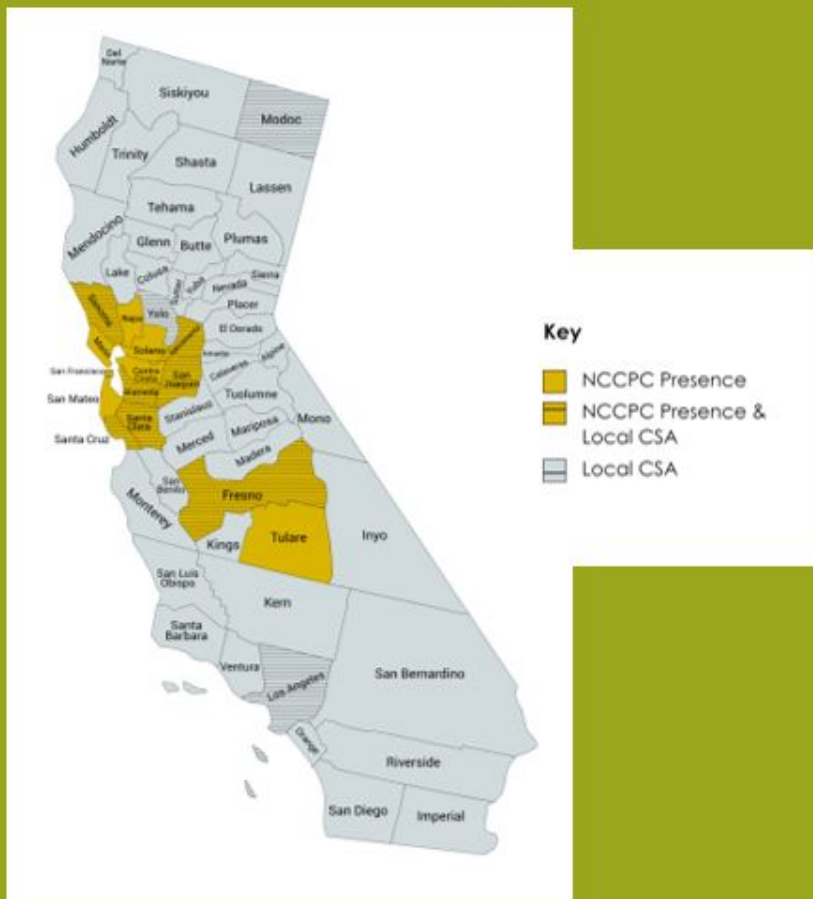 Del
Norte
Siskiyou
Modoc
Humboldt
Trinity
Shasta
Lassen
Tehama
Mendocino
Glenn
Butte
Plumas
Lake
Colusa
Sutter
Yuba
Nevada
Sierra
Placer
Sonoma
Napa
Yolo
El Dorado
Sacramento
Amador
Alpine
Marin
Solano
San Francisco
Contra
Costa
San
Joaquin
Calaveras
Tuolumne
Alameda
San Mateo
Santa
Clara
Stanislaus
Mariposa
Mono
Santa Cruz
Merced
Madera
San
Benito
Fresno
Monterey
Kings
Tulare
Inyo
San Luis
Obispo
Kern
Santa
Barbara
Ventura
Los Angeles
San Bernardino
Orange
Riverside
San Diego
Imperial
Key
NCCPC Presence
NCCPC Presence &
Local CSA
Local CSA